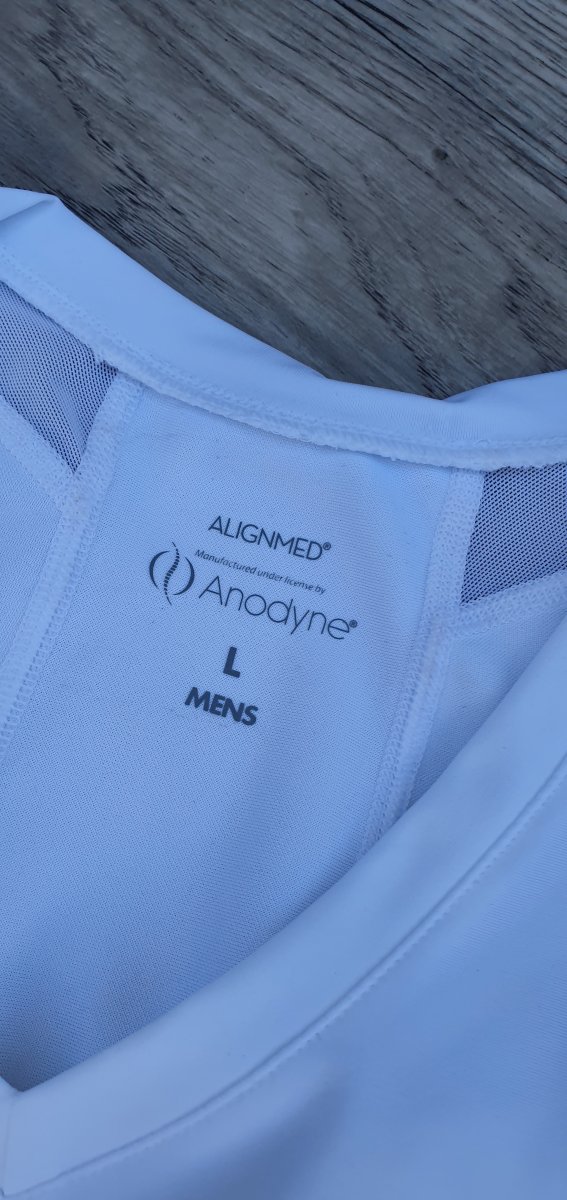 ALIGNMED®
Manufactured under license by
Anodyne®
L
MENS